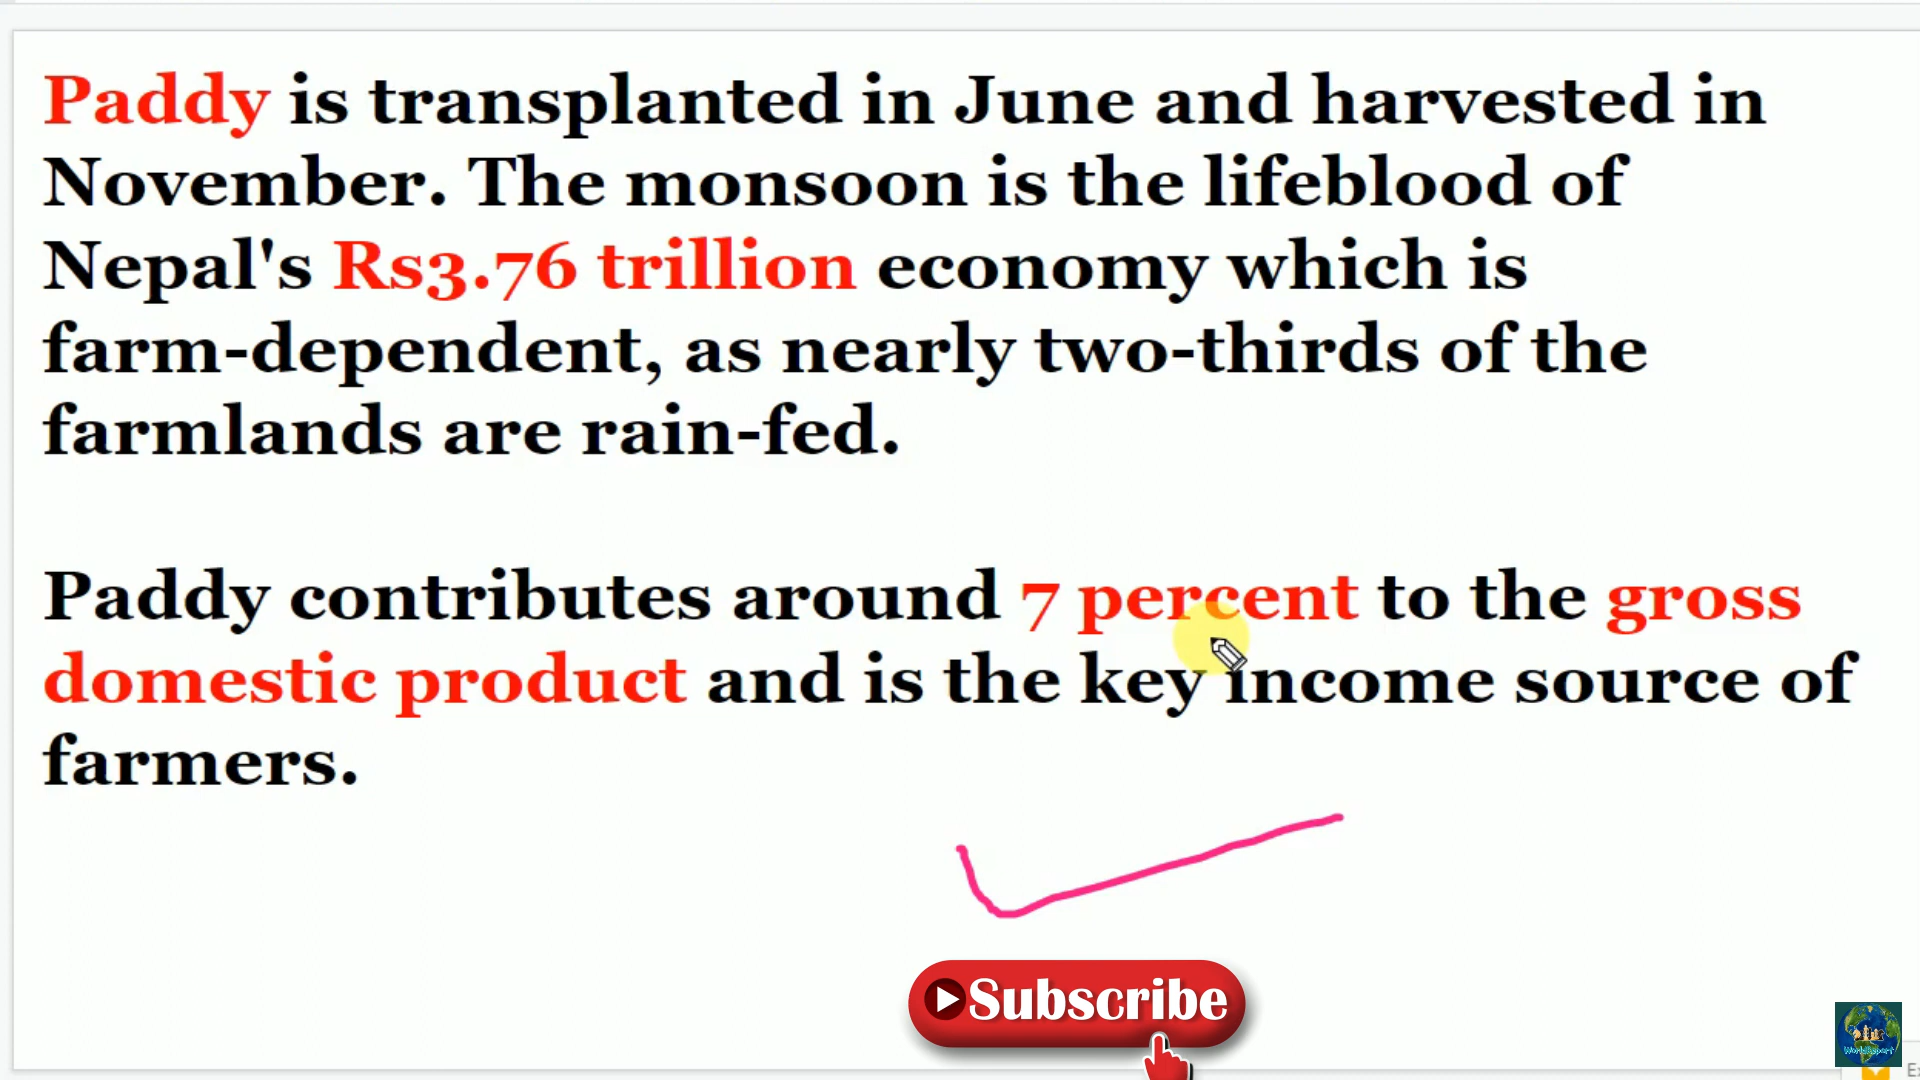 Paddy is transplanted in June and harvested in
November. The monsoon is the lifeblood of
Nepal's Rs3.76 trillion economy which is
farm-dependent, as nearly two-thirds of the
farmlands are rain-fed.
Paddy contributes around 7 percent to the gross
domestic product and is the key income source of
farmers.
Subscribe